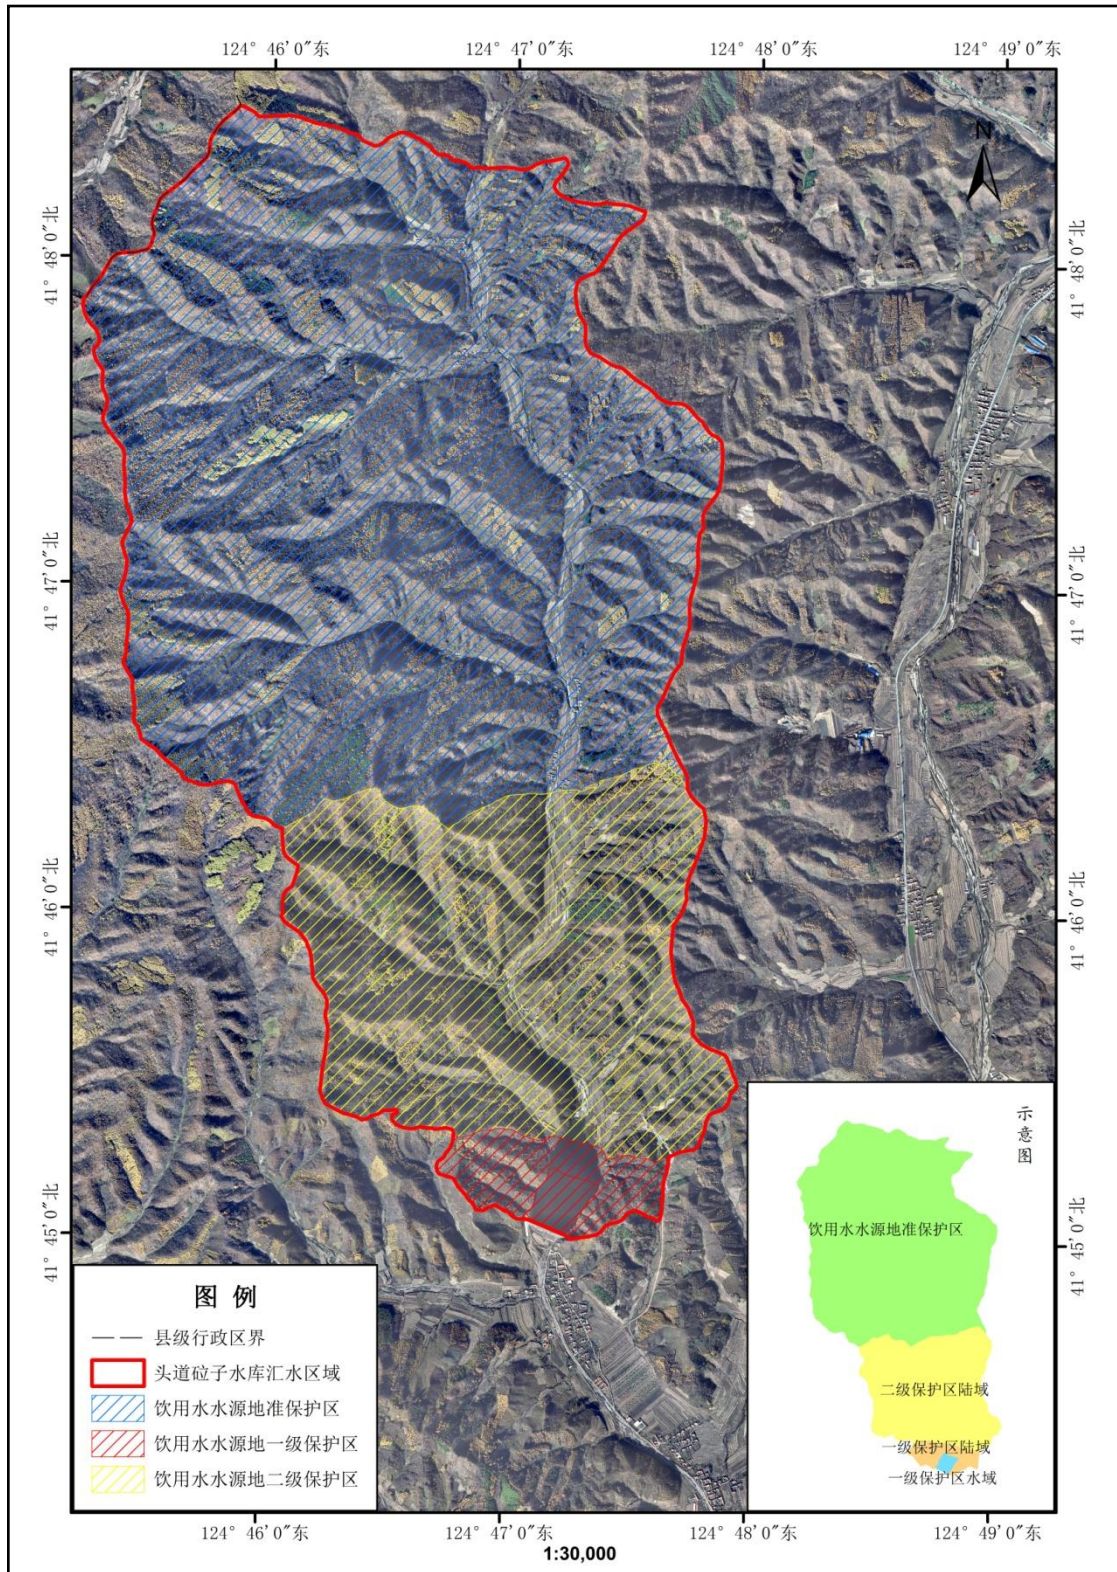 124° 46'0"东
124° 47'0"东
124° 48'0"东
124° 49'0"东
N
41° 48'0"北
41° 48'0"北
41° 47'0"北
41° 47'0"北
41° 46'0"北
41° 46'0"北
41° 45'0"北
41° 45'0"北
示意图
饮用水水源地准保护区
二级保护区陆域
一级保护区陆域
一级保护区水域
图 例
县级行政区界
头道砬子水库汇水区域
饮用水水源地准保护区
饮用水水源地一级保护区
饮用水水源地二级保护区
124° 46'0"东
124° 47'0"东
124° 48'0"东
124° 49'0"东
1:30,000